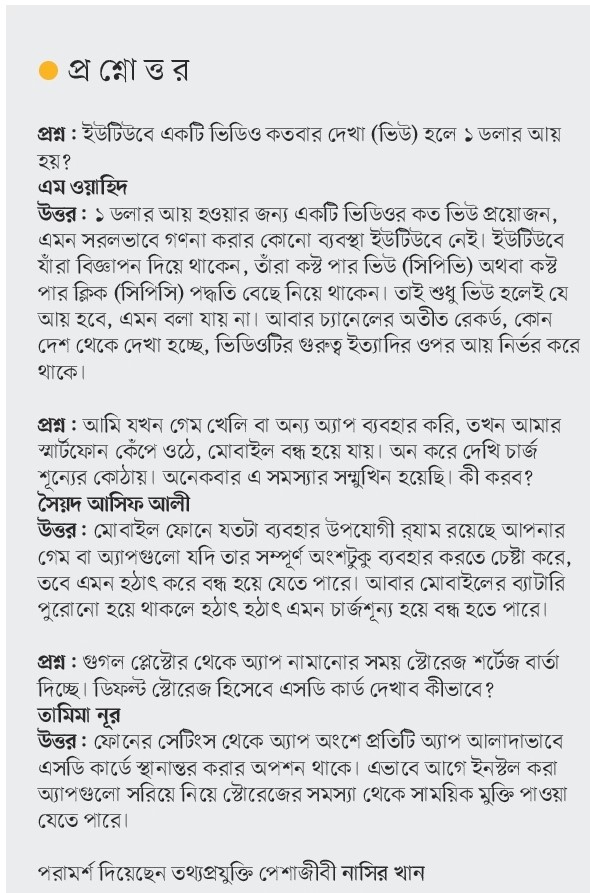 প্রশ্নোত্তর
প্রশ্ন : ইউটিউবে একটি ভিডিও কতবার দেখা (ভিউ) হলে ১ ডলার আয়
হয়?
এম ওয়াহিদ
উত্তর : ১ ডলার আয় হওয়ার জন্য একটি ভিডিওর কত ভিউ প্রয়োজন,
এমন সরলভাবে গণনা করার কোনো ব্যবস্থা ইউটিউবে নেই। ইউটিউবে
যাঁরা বিজ্ঞাপন দিয়ে থাকেন, তাঁরা কস্ট পার ভিউ (সিপিভি) অথবা কস্ট
পার ক্লিক (সিপিসি) পদ্ধতি বেছে নিয়ে থাকেন। তাই শুধু ভিউ হলেই যে
আয় হবে, এমন বলা যায় না। আবার চ্যানেলের অতীত রেকর্ড, কোন
দেশ থেকে দেখা হচ্ছে, ভিডিওটির গুরুত্ব ইত্যাদির ওপর আয় নির্ভর করে
থাকে।
প্রশ্ন : আমি যখন গেম খেলি বা অন্য অ্যাপ ব্যবহার করি, তখন আমার
স্মার্টফোন কেঁপে ওঠে, মোবাইল বন্ধ হয়ে যায়। অন করে দেখি চার্জ
শূন্যের কোঠায়। অনেকবার এ সমস্যার সম্মুখিন হয়েছি। কী করব?
সৈয়দ আসিফ আলী
উত্তর : মোবাইল ফোনে যতটা ব্যবহার উপযোগী র‍্যাম রয়েছে আপনার
গেম বা অ্যাপগুলো যদি তার সম্পূর্ণ অংশটুকু ব্যবহার করতে চেষ্টা করে,
তবে এমন হঠাৎ করে বন্ধ হয়ে যেতে পারে। আবার মোবাইলের ব্যাটারি
পুরোনো হয়ে থাকলে হঠাৎ হঠাৎ এমন চার্জশূন্য হয়ে বন্ধ হতে পারে।
প্রশ্ন : গুগল প্লেস্টোর থেকে অ্যাপ নামানোর সময় স্টোরেজ শর্টেজ বার্তা
দিচ্ছে। ডিফল্ট স্টোরেজ হিসেবে এসডি কার্ড দেখাব কীভাবে?
তামিমা নূর
উত্তর : ফোনের সেটিংস থেকে অ্যাপ অংশে প্রতিটি অ্যাপ আলাদাভাবে
এসডি কার্ডে স্থানান্তর করার অপশন থাকে। এভাবে আগে ইনস্টল করা
অ্যাপগুলো সরিয়ে নিয়ে স্টোরেজের সমস্যা থেকে সাময়িক মুক্তি পাওয়া
যেতে পারে।
পরামর্শ দিয়েছেন তথ্যপ্রযুক্তি পেশাজীবী নাসির খান